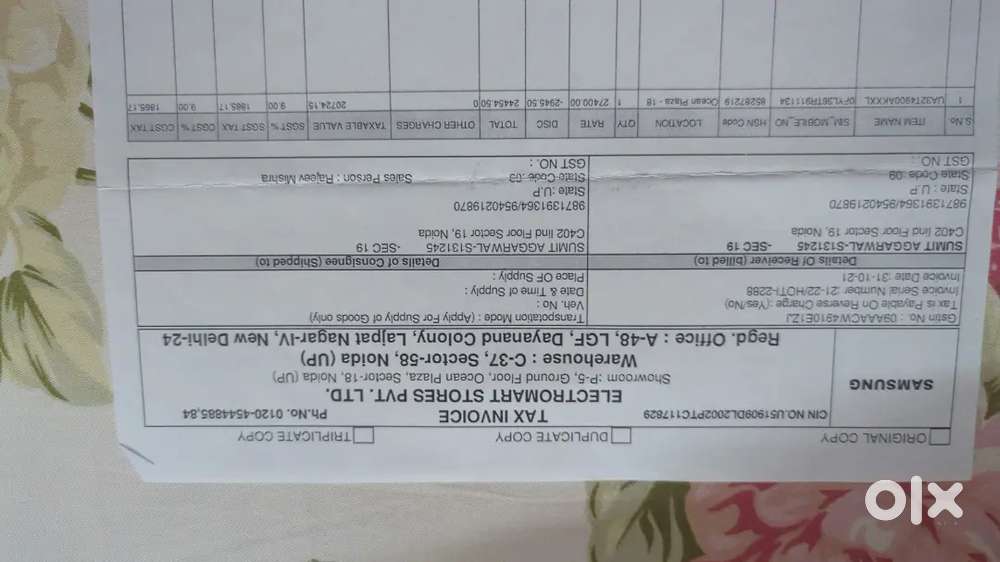 ORIGINAL COPY DUPLICATE COPY TRIPLICATE COPY
CIN NO.U51909DL2002PTC117829 TAX INVOICE Ph.No. 0120-4544885,84
SAMSUNG
ELECTROMART STORES PVT. LTD.
Showroom :P-5, Ground Floor, Ocean Plaza, Sector-18, Noida (UP)
Warehouse : C-37, Sector-58, Noida (UP)
Regd. Office : A-48, LGF, Dayanand Colony, Lajpat Nagar-IV, New Delhi-24
Gstin No. : 09AAACW4910E1ZJ Transpotation Mode : (Apply For Supply of Goods only)
Tax is Payable On Reverse Charge :(Yes/No) Veh. No :
Invoice Serial Number :21-22/HOTI-2288 Date & Time of Supply :
Invoice Date :31-10-21 Place OF Supply :
Details Of Receiver (billed to) Details of Consignee (Shipped to)
SUMIT AGGARWAL-S131245 -SEC 19 SUMIT AGGARWAL-S131245 -SEC 19
C402 IInd Floor Sector 19, Noida C402 IInd Floor Sector 19, Noida
9871391364/9540219870 9871391364/9540219870
State : U.P State : U.P
State Code :09 State Code :03 Sales Person : Rajeev Mishra
GST NO. : GST NO. :
S.No ITEM NAME SIM_MOBILE_NO HSN Code LOCATION QTY RATE DISC TOTAL OTHER CHARGES TAXABLE VALUE SGST % SGST TAX CGST % CGST TAX
1 UA32T4900AKXXL 0FYL3BTR911134 85287219 Ocean Plaza - 18 1 27400.00 -2945.50 24454.50 0 20724.15 9.00 1865.17 9.00 1865.17
olx